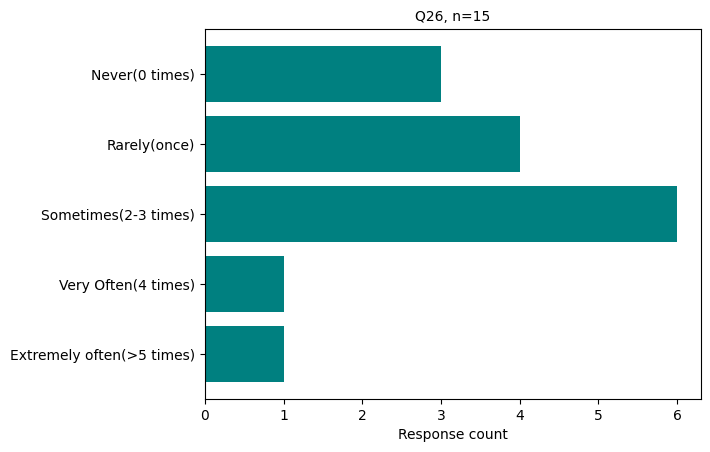 Q26, n=15
Never(0 times)
Rarely(once)
Sometimes(2-3 times)
Very Often(4 times)
Extremely often(>5 times)
0 1 2 3 4 5 6
Response count